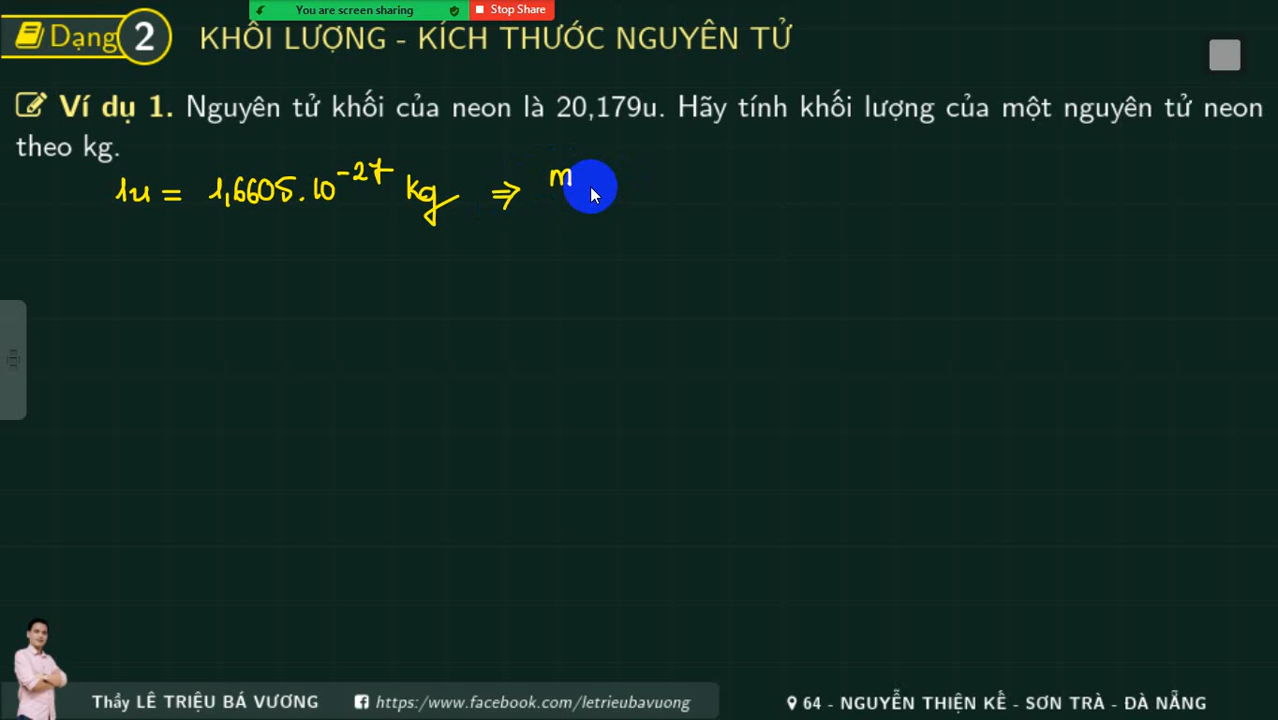 You are screen sharing Stop Share
Dạng 2 KHỐI LƯỢNG - KÍCH THƯỚC NGUYÊN TỬ
Ví dụ 1. Nguyên tử khối của neon là 20,179u. Hãy tính khối lượng của một nguyên tử neon
theo kg.
1u = 1,6605.10⁻²⁷ kg ⇒ m
Thầy LÊ TRIỆU BÁ VƯƠNG https://www.facebook.com/letrieubavuong 64 - NGUYỄN THIỆN KẾ - SƠN TRÀ - ĐÀ NẴNG